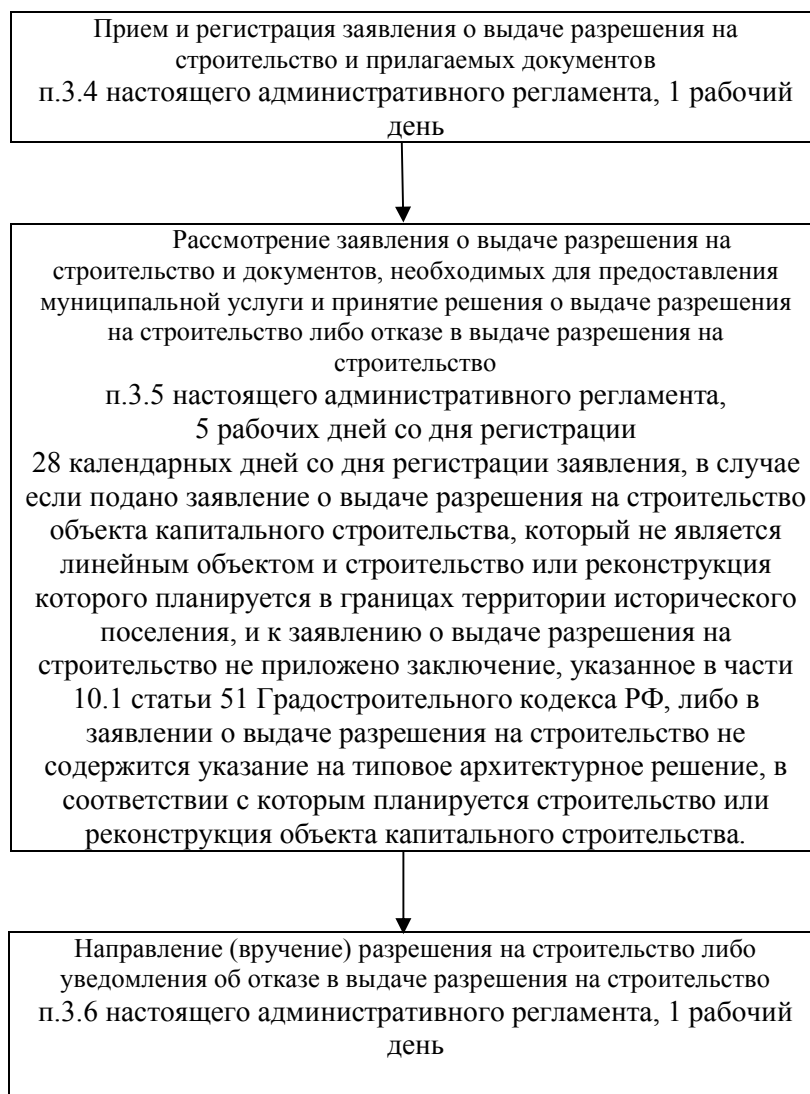 Прием и регистрация заявления о выдаче разрешения на
строительство и прилагаемых документов
п.3.4 настоящего административного регламента, 1 рабочий
день
Рассмотрение заявления о выдаче разрешения на
строительство и документов, необходимых для предоставления
муниципальной услуги и принятие решения о выдаче разрешения
на строительство либо отказе в выдаче разрешения на
строительство
п.3.5 настоящего административного регламента,
5 рабочих дней со дня регистрации
28 календарных дней со дня регистрации заявления, в случае
если подано заявление о выдаче разрешения на строительство
объекта капитального строительства, который не является
линейным объектом и строительство или реконструкция
которого планируется в границах территории исторического
поселения, и к заявлению о выдаче разрешения на
строительство не приложено заключение, указанное в части
10.1 статьи 51 Градостроительного кодекса РФ, либо в
заявлении о выдаче разрешения на строительство не
содержится указание на типовое архитектурное решение, в
соответствии с которым планируется строительство или
реконструкция объекта капитального строительства.
Направление (вручение) разрешения на строительство либо
уведомления об отказе в выдаче разрешения на строительство
п.3.6 настоящего административного регламента, 1 рабочий
день